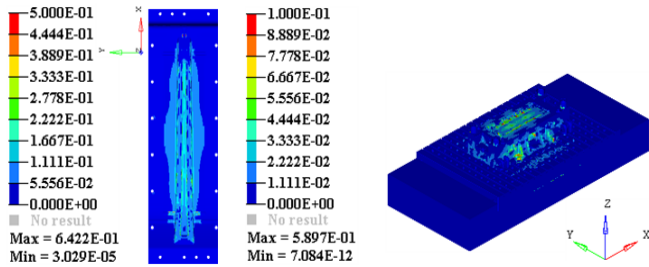 5.000E-01
4.444E-01
3.889E-01
3.333E-01
2.778E-01
2.222E-01
1.667E-01
1.111E-01
5.556E-02
0.000E+00
No result
Max = 6.422E-01
Min = 3.029E-05
X
Y
Z
1.000E-01
8.889E-02
7.778E-02
6.667E-02
5.556E-02
4.444E-02
3.333E-02
2.222E-02
1.111E-02
0.000E+00
No result
Max = 5.897E-01
Min = 7.084E-12
Z
Y
X